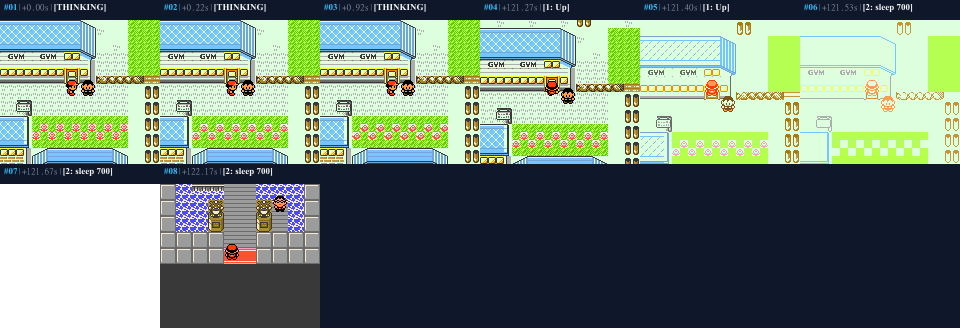 #01|+0.00s|[THINKING] #02|+0.22s|[THINKING] #03|+0.92s|[THINKING] #04|+121.27s|[1: Up] #05|+121.40s|[1: Up] #06|+121.53s|[2: sleep 700]
GYM GYM GYM GYM GYM GYM GYM GYM GYM GYM GYM GYM
#07|+121.67s|[2: sleep 700] #08|+122.17s|[2: sleep 700]